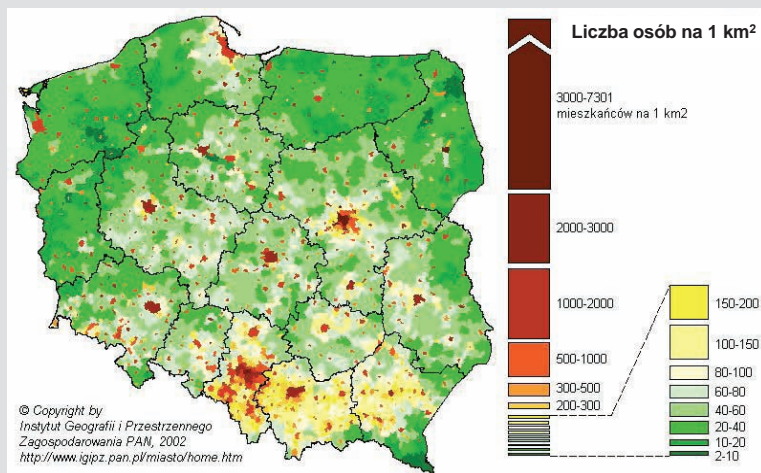 Liczba osób na 1 km²
3000-7301
mieszkańców na 1 km2
2000-3000
1000-2000
500-1000
300-500
200-300
150-200
100-150
80-100
60-80
40-60
20-40
10-20
2-10
© Copyright by
Instytut Geografii i Przestrzennego
Zagospodarowania PAN, 2002
http://www.igipz.pan.pl/miasto/home.htm